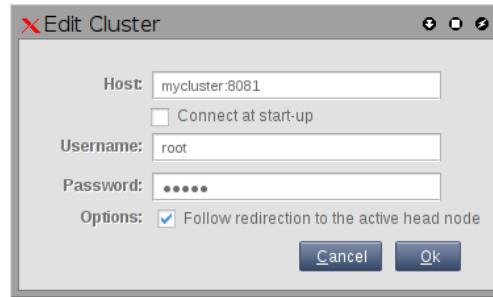 Edit Cluster
Host: mycluster:8081
Connect at start-up
Username: root
Password: •••••
Options: Follow redirection to the active head node
Cancel Ok